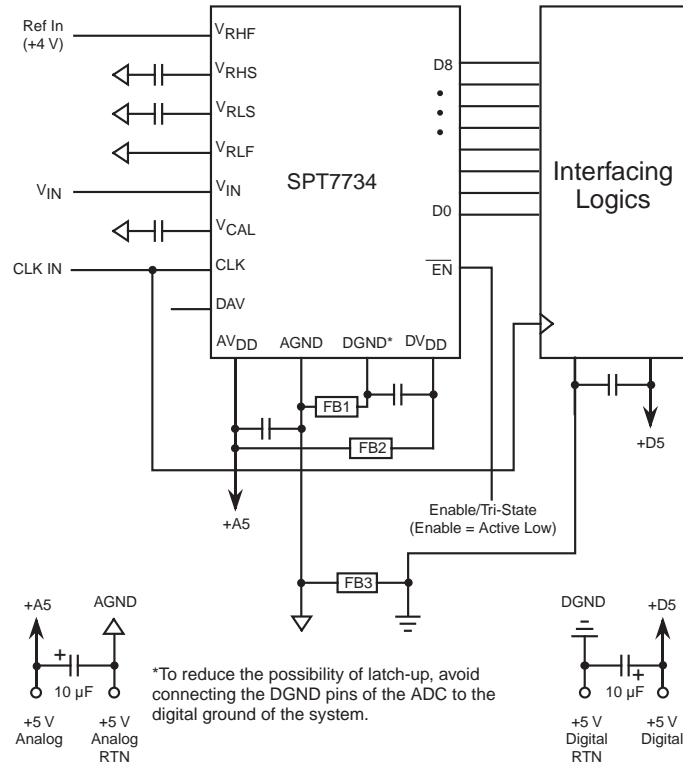 Ref In
(+4 V)
VRHF
VRHS
VRLS
VRLF
VIN
VIN
VCAL
CLK IN
CLK
DAV
AVDD
AGND
DGND*
DVDD
SPT7734
D8
D0
EN
Interfacing
Logics
FB1
FB2
+A5
+D5
Enable/Tri-State
(Enable = Active Low)
FB3
+A5
AGND
+
10 µF
+5 V
Analog
+5 V
Analog
RTN
*To reduce the possibility of latch-up, avoid
connecting the DGND pins of the ADC to the
digital ground of the system.
DGND
+D5
10 µF
+
+5 V
Digital
RTN
+5 V
Digital